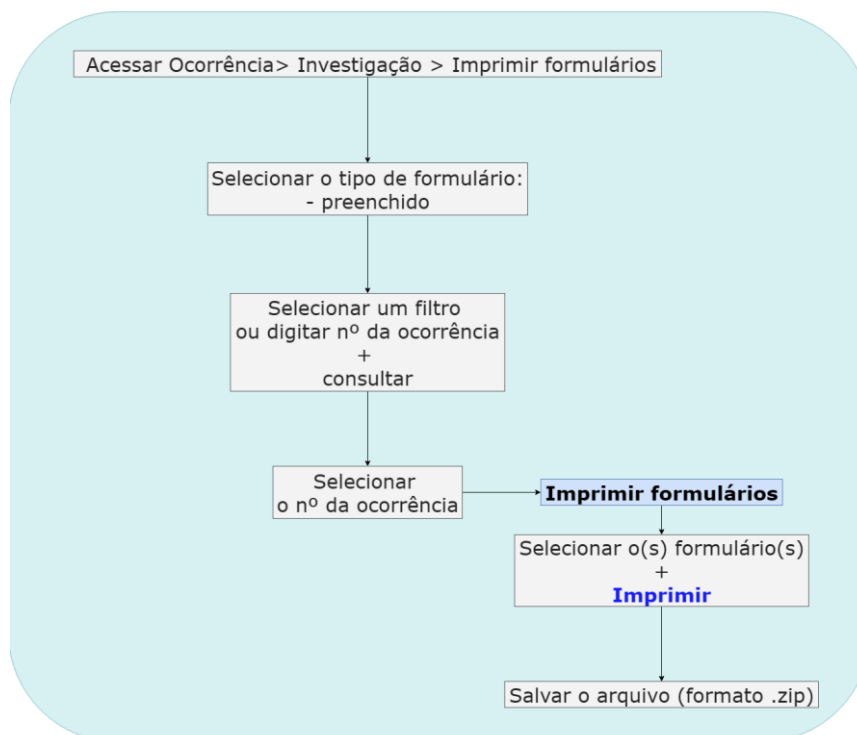 Acessar Ocorrência> Investigação > Imprimir formulários
Selecionar o tipo de formulário:
- preenchido
Selecionar um filtro
ou digitar nº da ocorrência
+
consultar
Selecionar
o nº da ocorrência
Imprimir formulários
Selecionar o(s) formulário(s)
+
Imprimir
Salvar o arquivo (formato .zip)